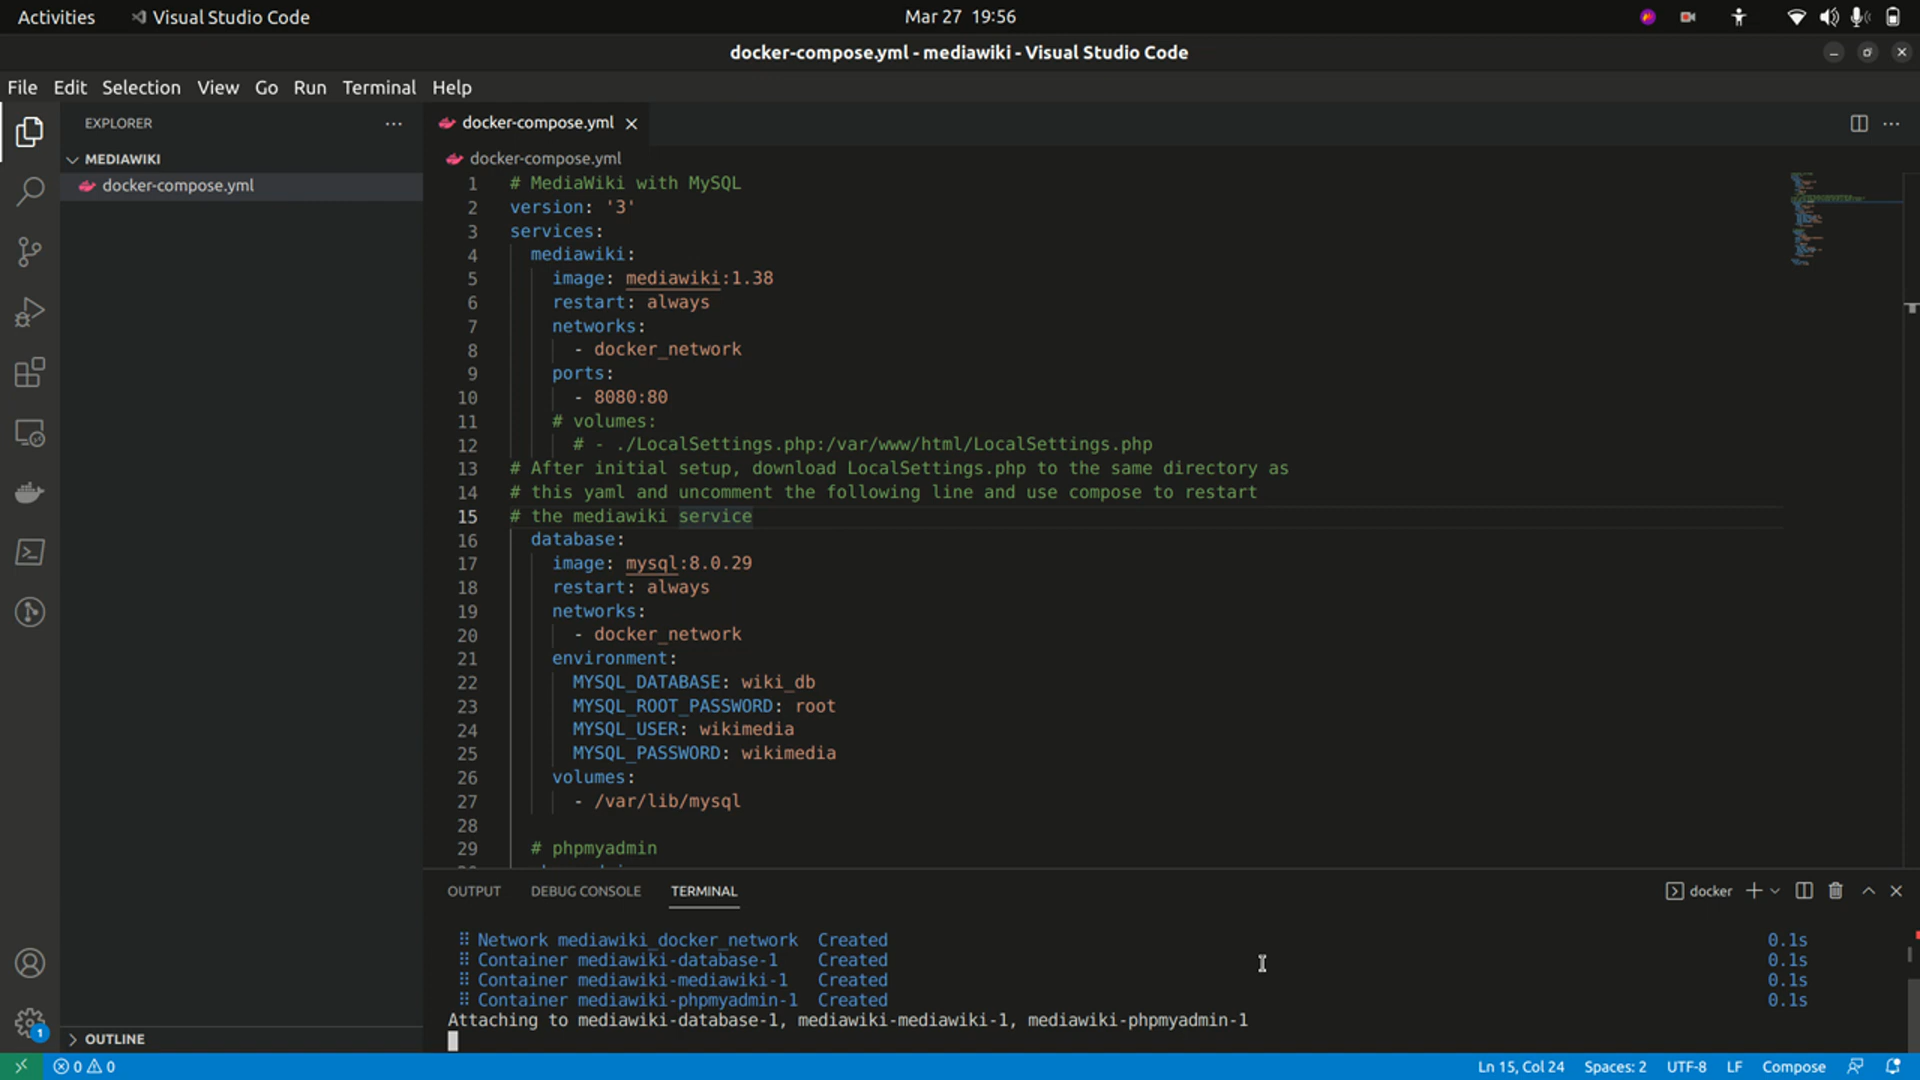 Activities Visual Studio Code Mar 27 19:56
docker-compose.yml - mediawiki - Visual Studio Code
File Edit Selection View Go Run Terminal Help
EXPLORER
MEDIAWIKI
docker-compose.yml
docker-compose.yml
docker-compose.yml
1 # MediaWiki with MySQL
2 version: '3'
3 services:
4 mediawiki:
5 image: mediawiki:1.38
6 restart: always
7 networks:
8 - docker_network
9 ports:
10 - 8080:80
11 # volumes:
12 # - ./LocalSettings.php:/var/www/html/LocalSettings.php
13 # After initial setup, download LocalSettings.php to the same directory as
14 # this yaml and uncomment the following line and use compose to restart
15 # the mediawiki service
16 database:
17 image: mysql:8.0.29
18 restart: always
19 networks:
20 - docker_network
21 environment:
22 MYSQL_DATABASE: wiki_db
23 MYSQL_ROOT_PASSWORD: root
24 MYSQL_USER: wikimedia
25 MYSQL_PASSWORD: wikimedia
26 volumes:
27 - /var/lib/mysql
28
29 # phpmyadmin
OUTPUT DEBUG CONSOLE TERMINAL docker
Network mediawiki_docker_network Created 0.1s
Container mediawiki-database-1 Created 0.1s
Container mediawiki-mediawiki-1 Created 0.1s
Container mediawiki-phpmyadmin-1 Created 0.1s
Attaching to mediawiki-database-1, mediawiki-mediawiki-1, mediawiki-phpmyadmin-1
1
OUTLINE
0 0 Ln 15, Col 24 Spaces: 2 UTF-8 LF Compose